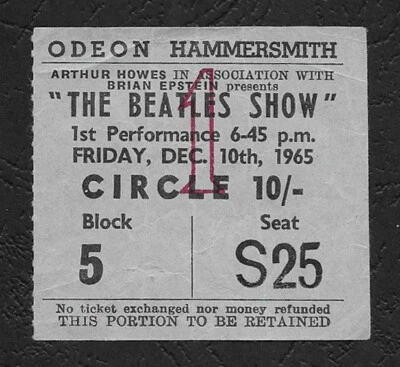 ODEON HAMMERSMITH
ARTHUR HOWES IN ASSOCIATION WITH
BRIAN EPSTEIN presents
"THE BEATLES SHOW"
1st Performance 6-45 p.m.
FRIDAY, DEC. 10th, 1965
1
CIRCLE 10/-
Block Seat
5 S25
No ticket exchanged nor money refunded
THIS PORTION TO BE RETAINED